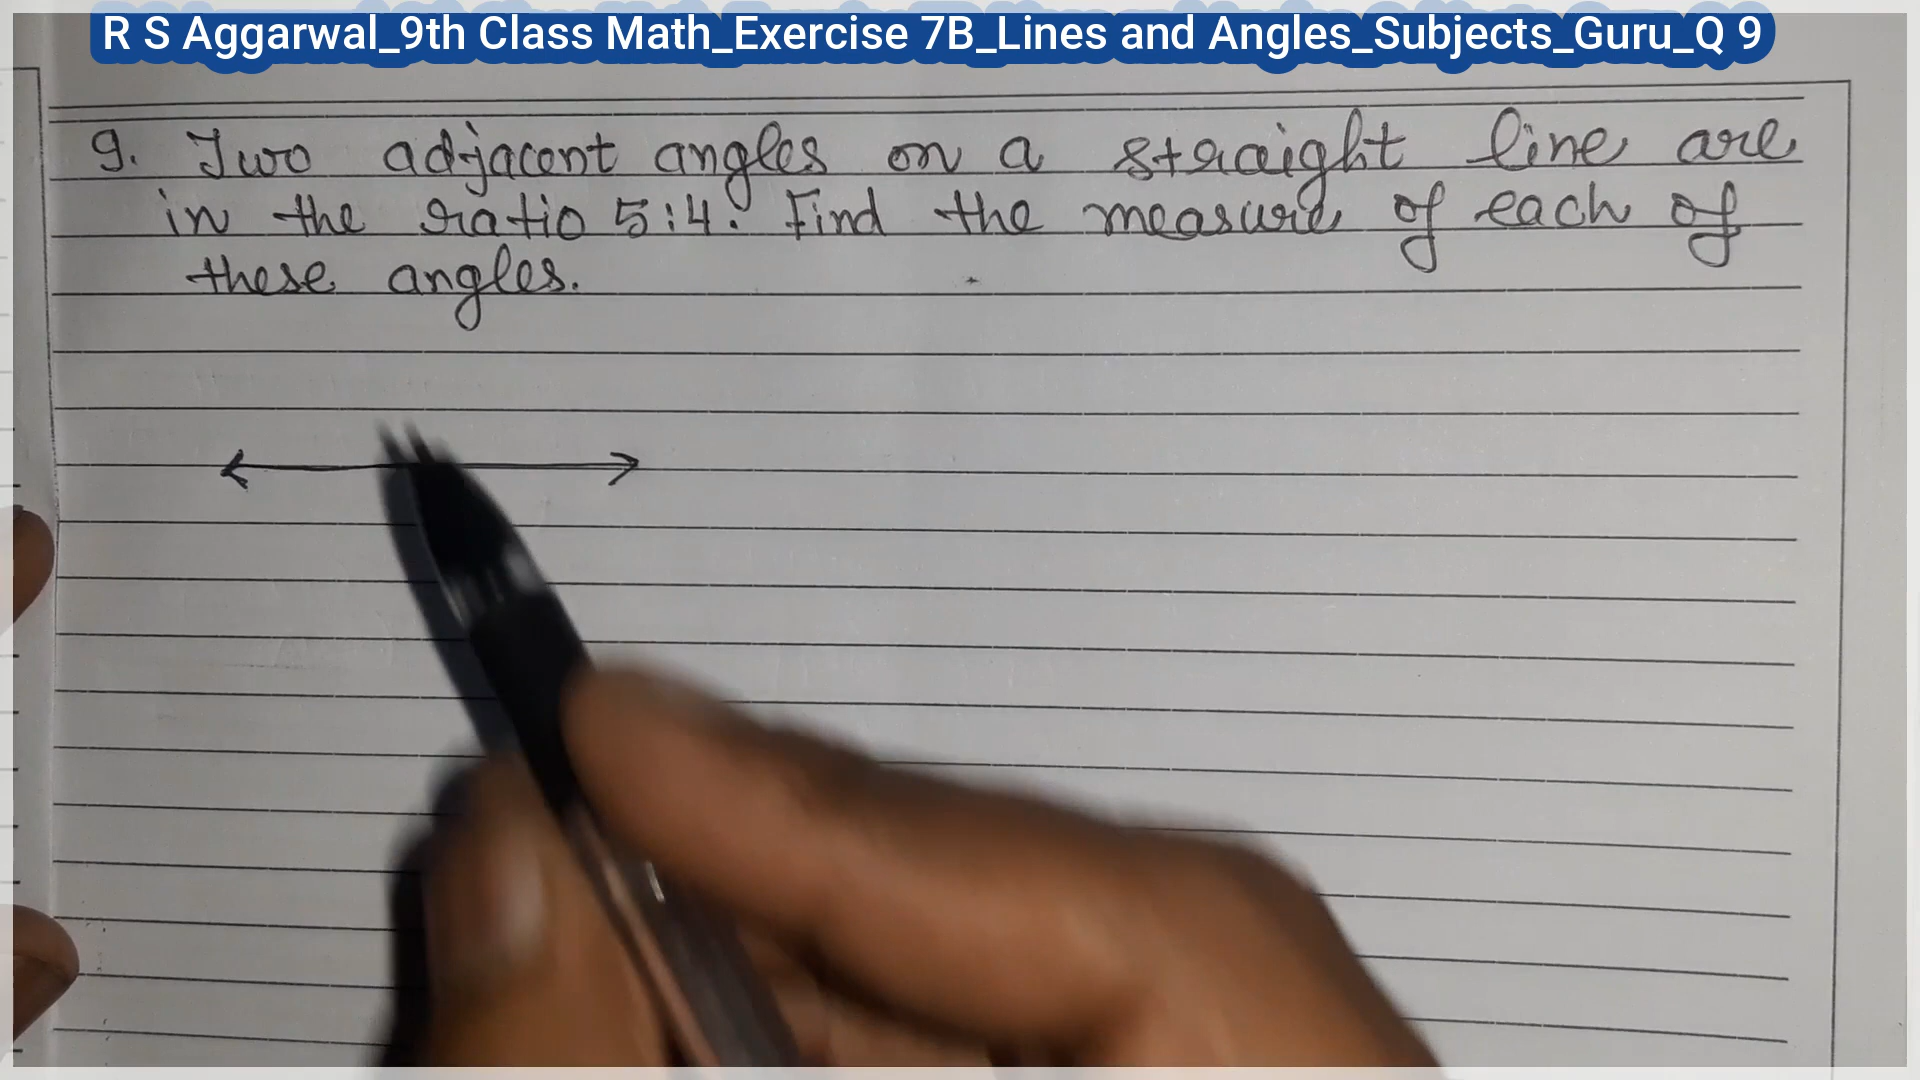 R S Aggarwal_9th Class Math_Exercise 7B_Lines and Angles_Subjects_Guru_Q 9
9. Two adjacent angles on a straight line are
in the ratio 5:4. Find the measure of each of
these angles.